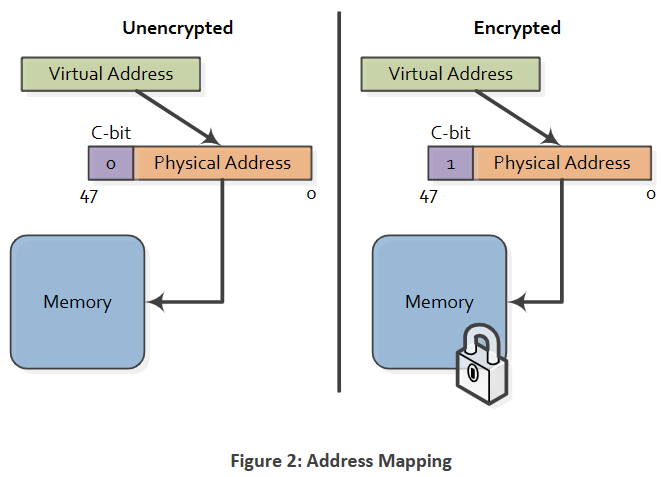 Unencrypted
Virtual Address
C-bit
0 Physical Address
47 0
Memory
Encrypted
Virtual Address
C-bit
1 Physical Address
47 0
Memory
Figure 2: Address Mapping